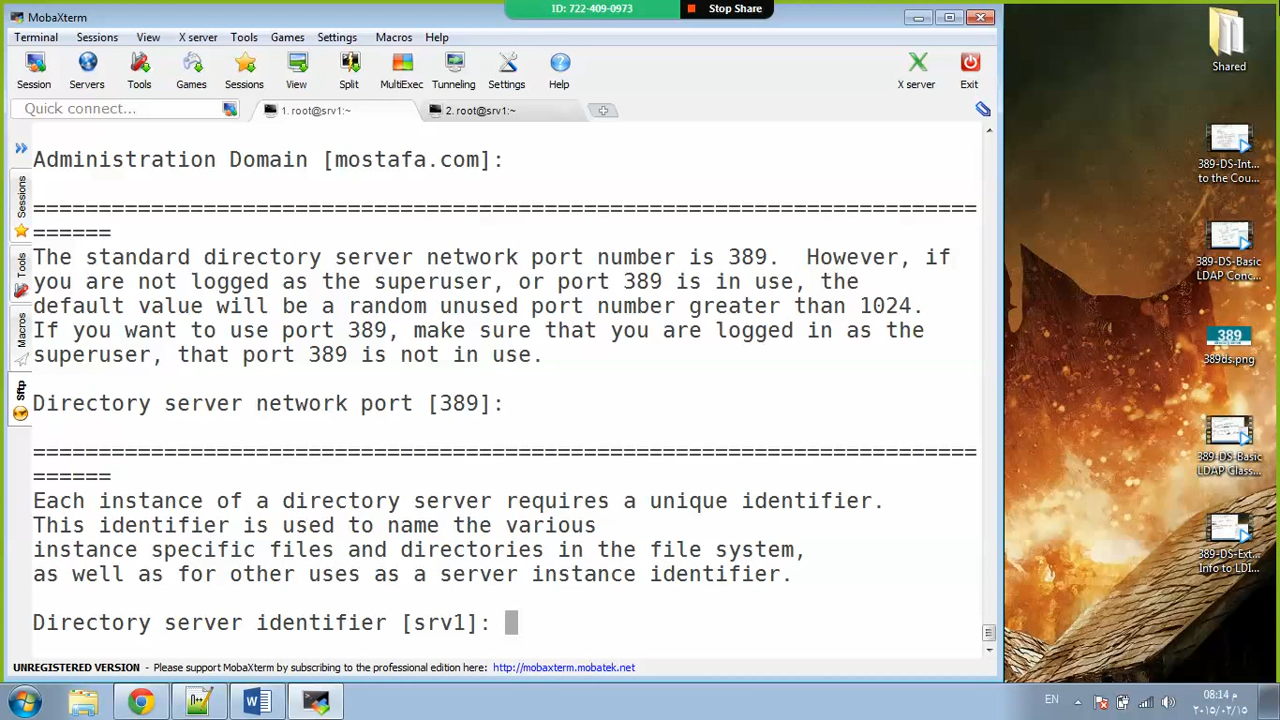 ID: 722-409-0973
Stop Share
MobaXterm
Terminal Sessions View X server Tools Games Settings Macros Help
Session Servers Tools Games Sessions View Split MultiExec Tunneling Settings Help X server Exit
Quick connect...
1. root@srv1:~
2. root@srv1:~
Sessions
Tools
Macros
Sftp
Administration Domain [mostafa.com]:
========================================================================
======
The standard directory server network port number is 389.  However, if
you are not logged as the superuser, or port 389 is in use, the
default value will be a random unused port number greater than 1024.
If you want to use port 389, make sure that you are logged in as the
superuser, that port 389 is not in use.
Directory server network port [389]:
========================================================================
======
Each instance of a directory server requires a unique identifier.
This identifier is used to name the various
instance specific files and directories in the file system,
as well as for other uses as a server instance identifier.
Directory server identifier [srv1]:
UNREGISTERED VERSION - Please support MobaXterm by subscribing to the professional edition here: http://mobaxterm.mobatek.net
Shared
389-DS-Int...
to the Cou...
389-DS-Basic
LDAP Conc...
389
389ds.png
389-DS-Basic
LDAP Class...
389-DS-Ext...
Info to LDI...
EN
08:14 م
٢٠١٥/٠٢/١٥